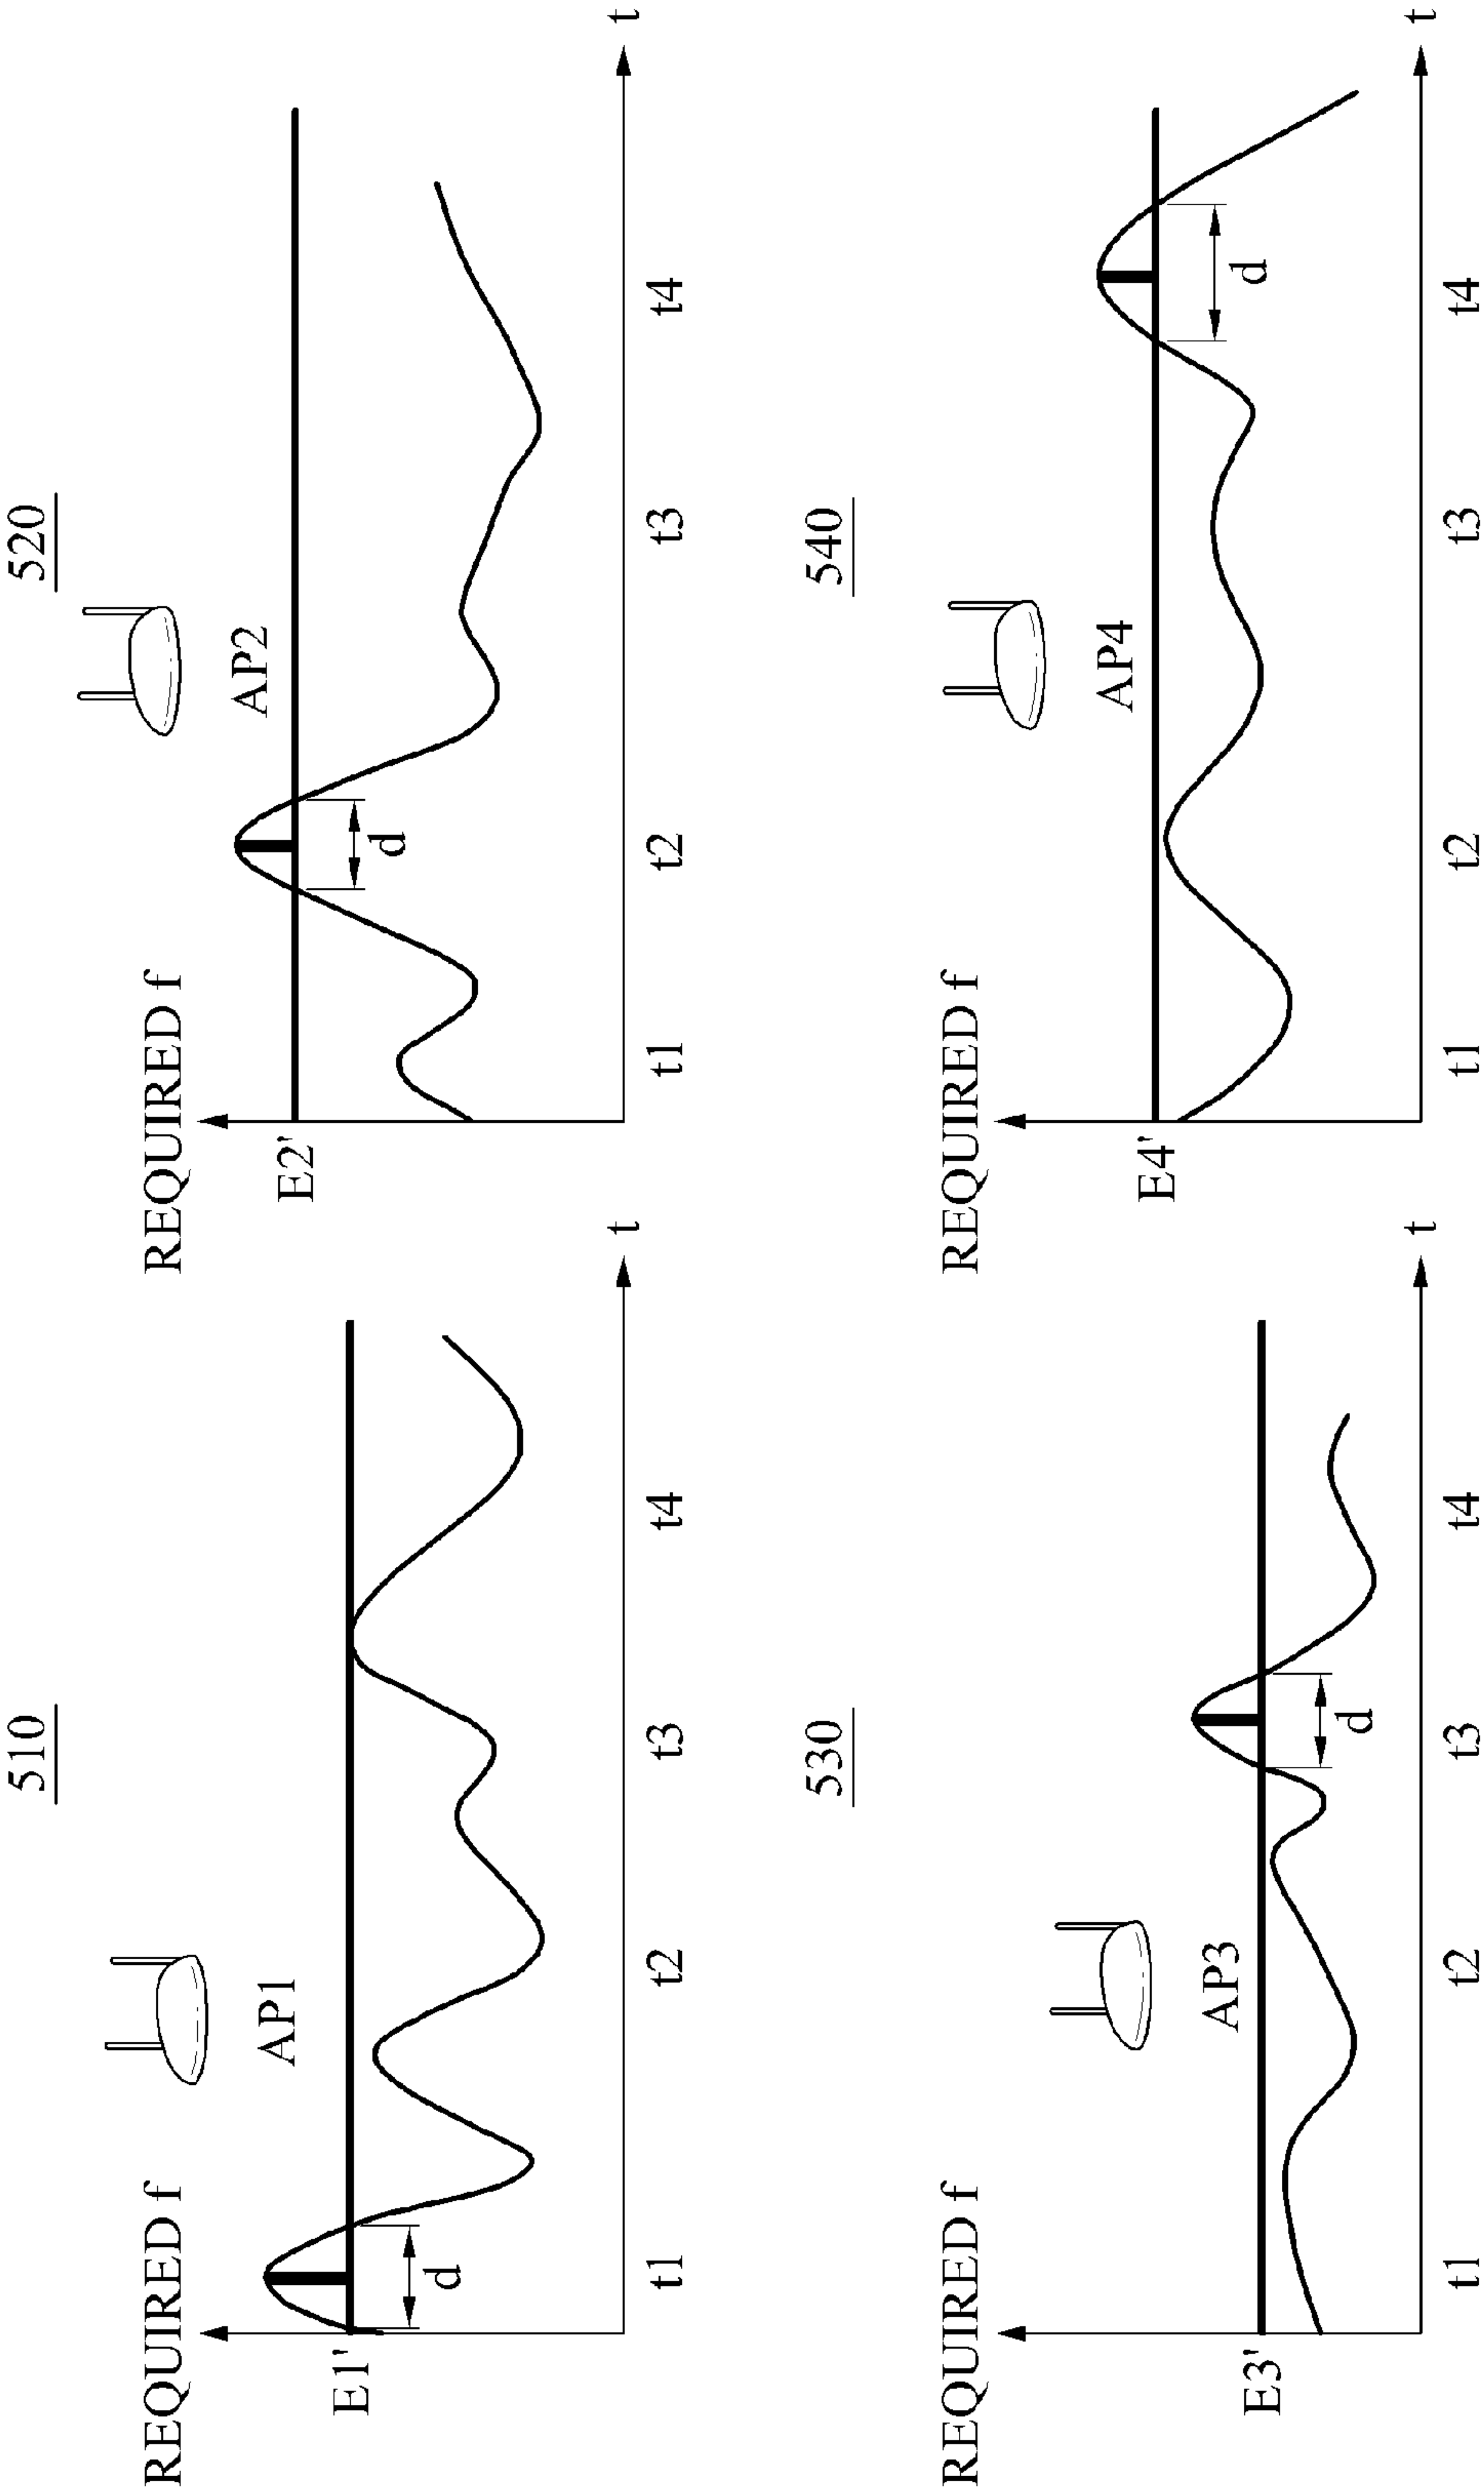 510
REQUIRED f
AP1
E1'
d
t1 t2 t3 t4 t
520
REQUIRED f
AP2
E2'
d
t1 t2 t3 t4 t
530
REQUIRED f
AP3
E3'
d
t1 t2 t3 t4 t
540
REQUIRED f
AP4
E4'
d
t1 t2 t3 t4 t